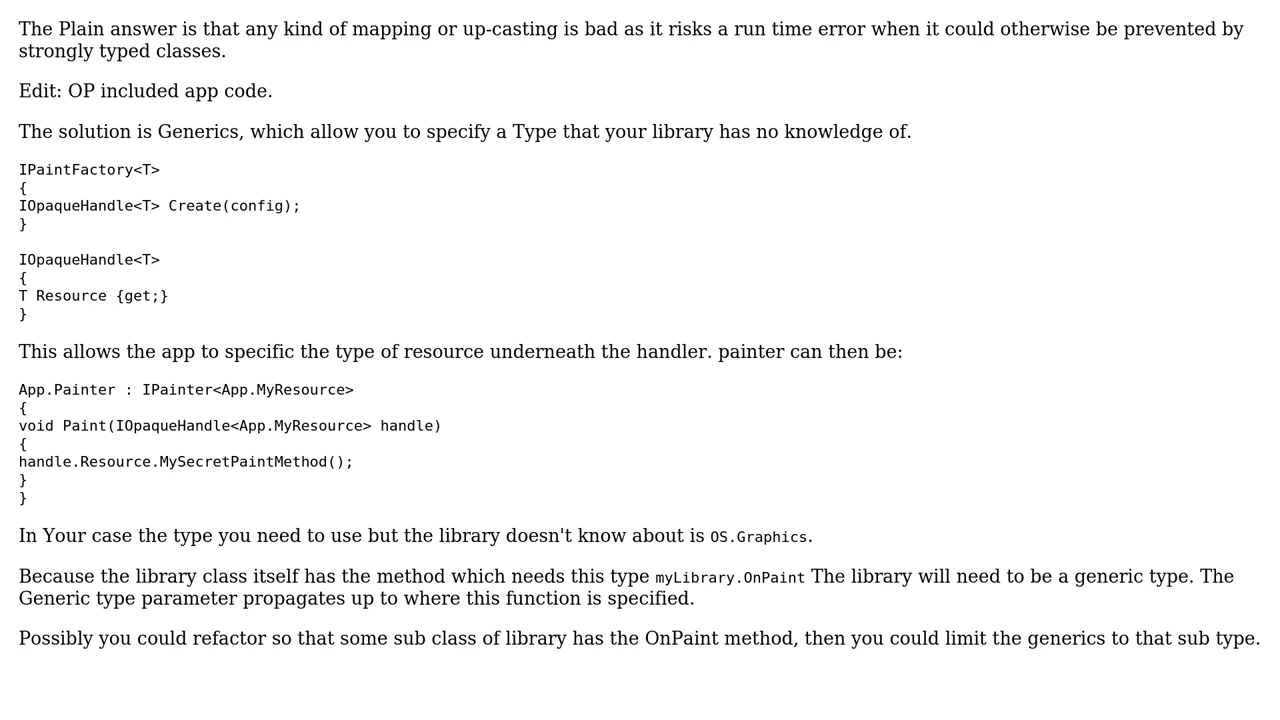 The Plain answer is that any kind of mapping or up-casting is bad as it risks a run time error when it could otherwise be prevented by
strongly typed classes.
Edit: OP included app code.
The solution is Generics, which allow you to specify a Type that your library has no knowledge of.
IPaintFactory<T>
{
IOpaqueHandle<T> Create(config);
}
IOpaqueHandle<T>
{
T Resource {get;}
}
This allows the app to specific the type of resource underneath the handler. painter can then be:
App.Painter : IPainter<App.MyResource>
{
void Paint(IOpaqueHandle<App.MyResource> handle)
{
handle.Resource.MySecretPaintMethod();
}
}
In Your case the type you need to use but the library doesn't know about is OS.Graphics.
Because the library class itself has the method which needs this type myLibrary.OnPaint The library will need to be a generic type. The
Generic type parameter propagates up to where this function is specified.
Possibly you could refactor so that some sub class of library has the OnPaint method, then you could limit the generics to that sub type.